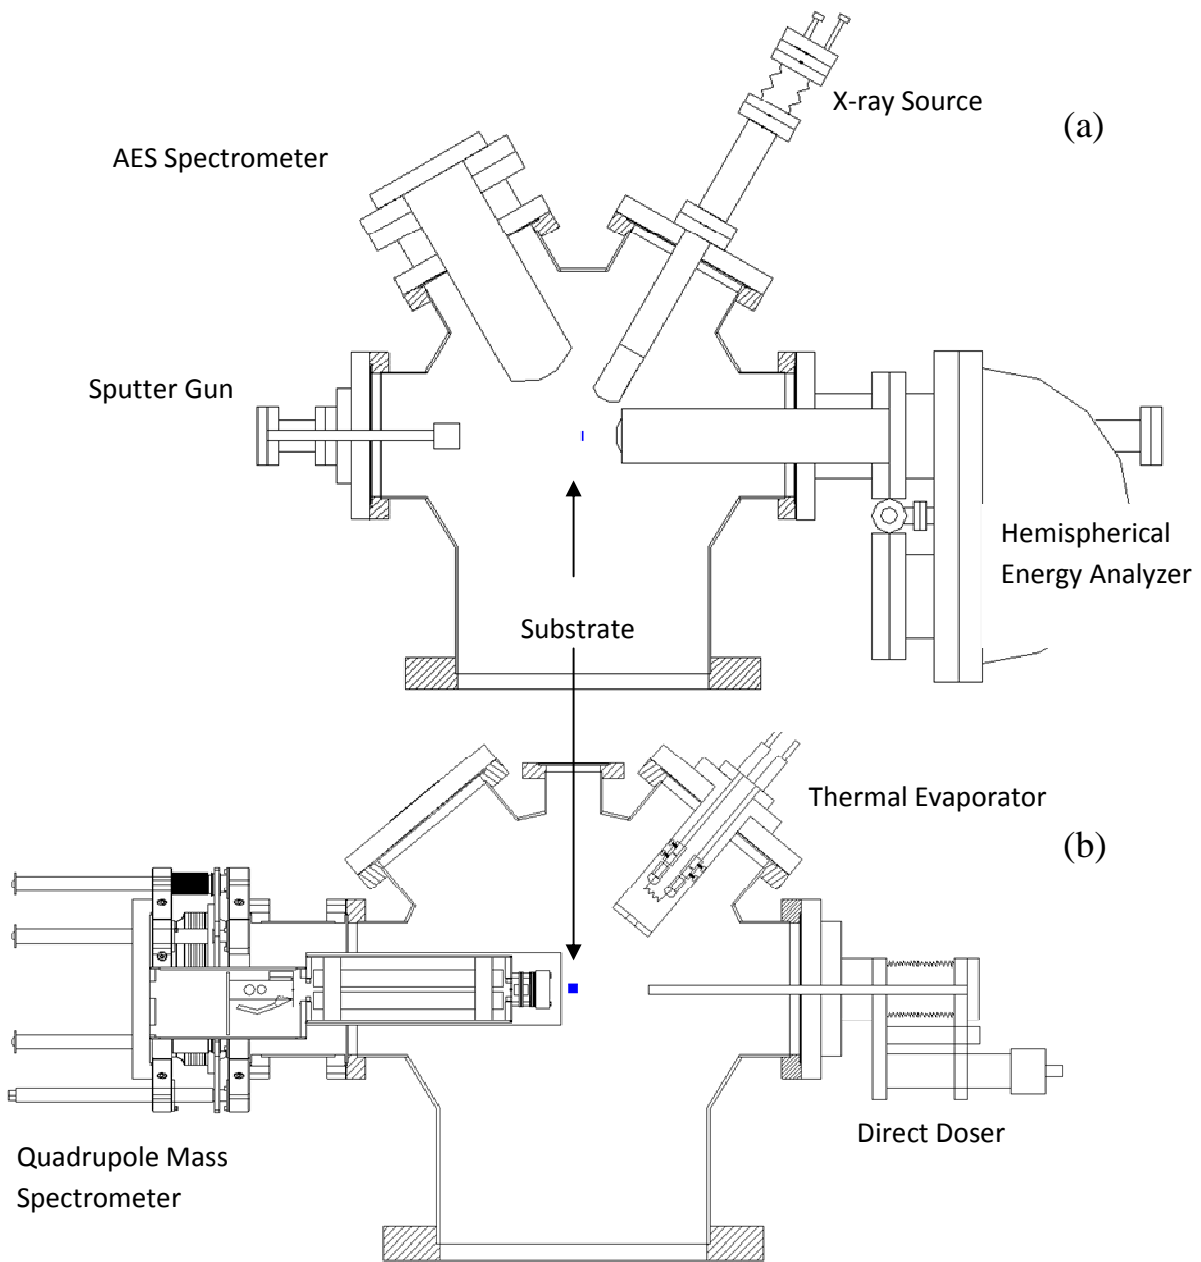 X-ray Source
(a)
AES Spectrometer
Sputter Gun
Hemispherical
Energy Analyzer
Substrate
Thermal Evaporator
(b)
Direct Doser
Quadrupole Mass
Spectrometer